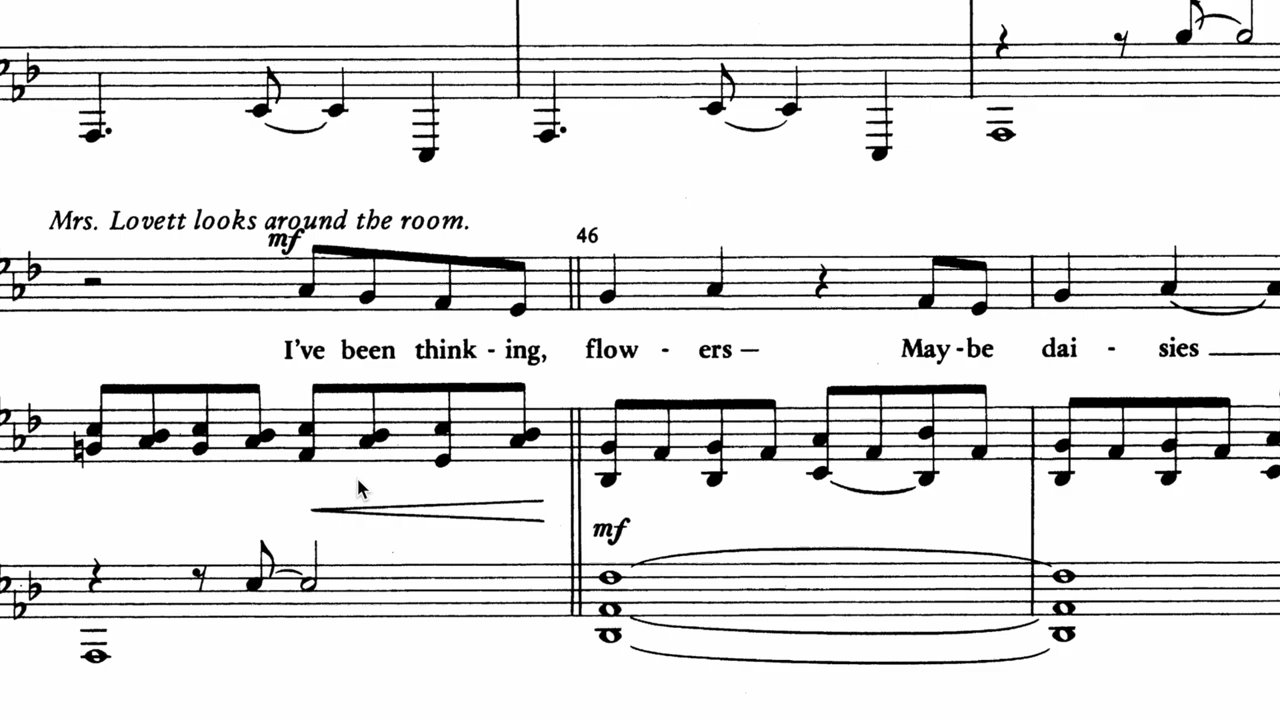 Mrs. Lovett looks around the room.
mf
46
I've been think - ing, flow - ers — May - be dai - sies
mf